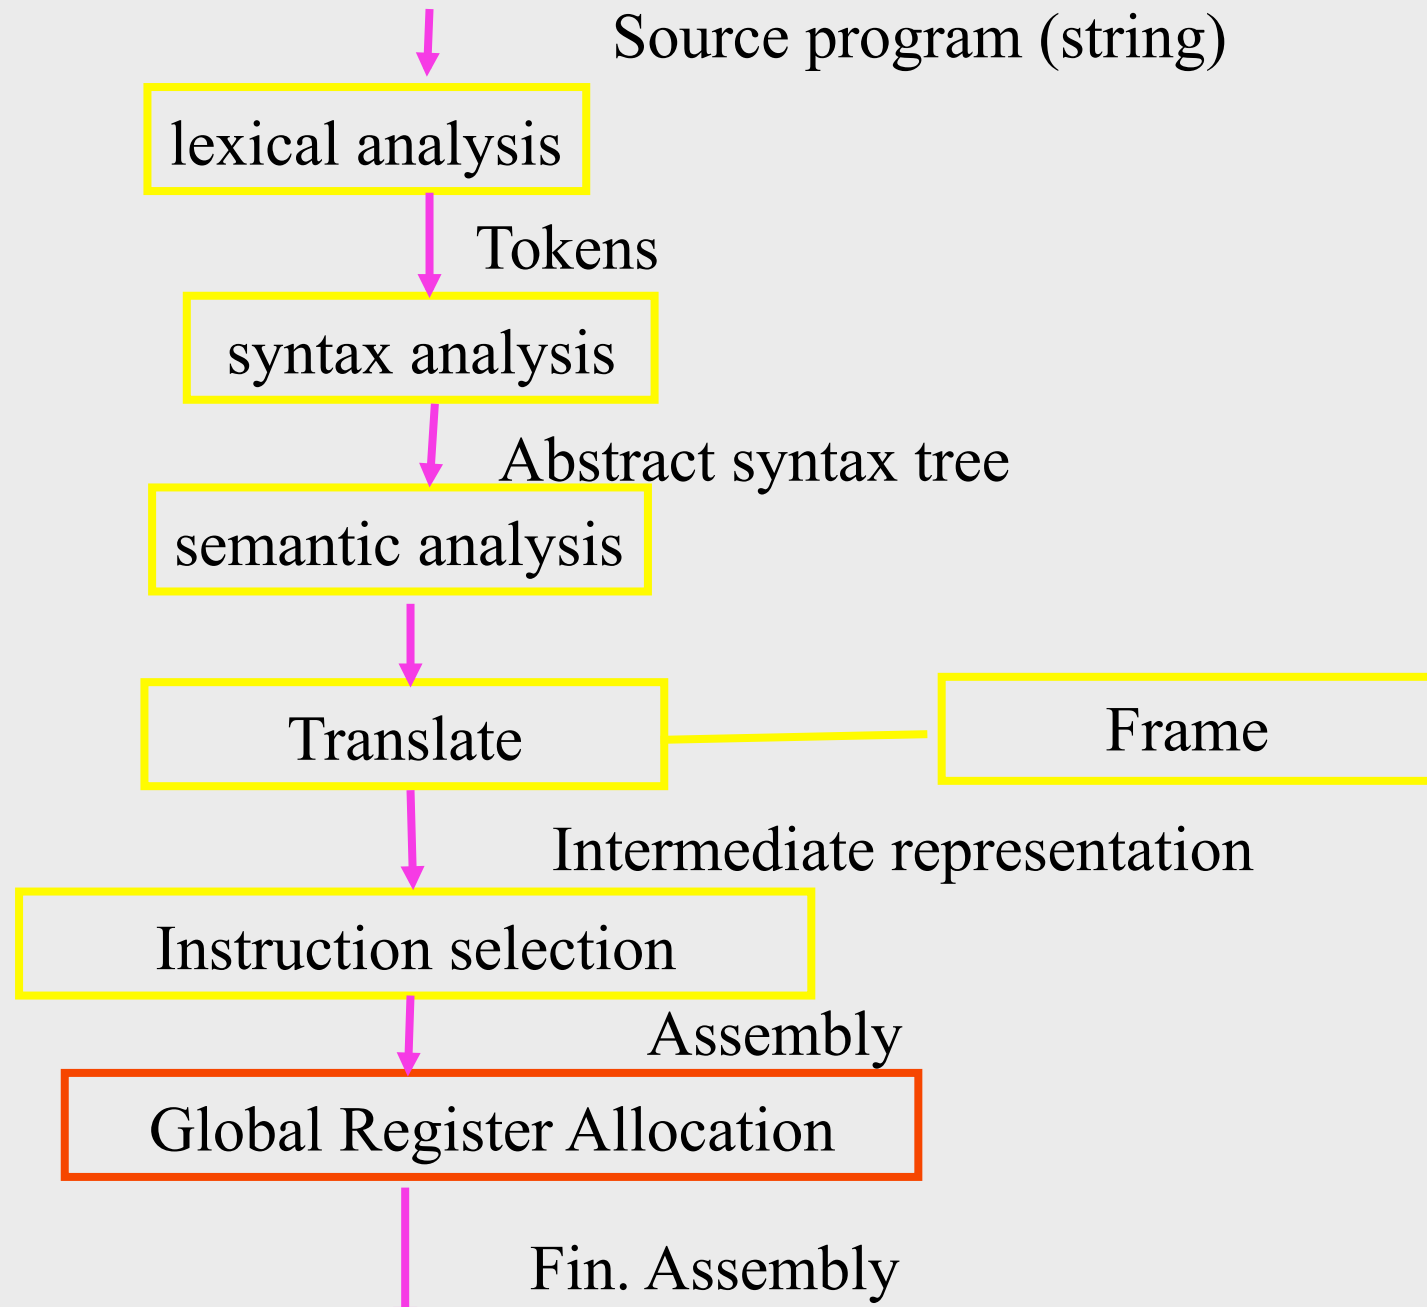 Source program (string)
lexical analysis
Tokens
syntax analysis
Abstract syntax tree
semantic analysis
Translate
Frame
Intermediate representation
Instruction selection
Assembly
Global Register Allocation
Fin. Assembly